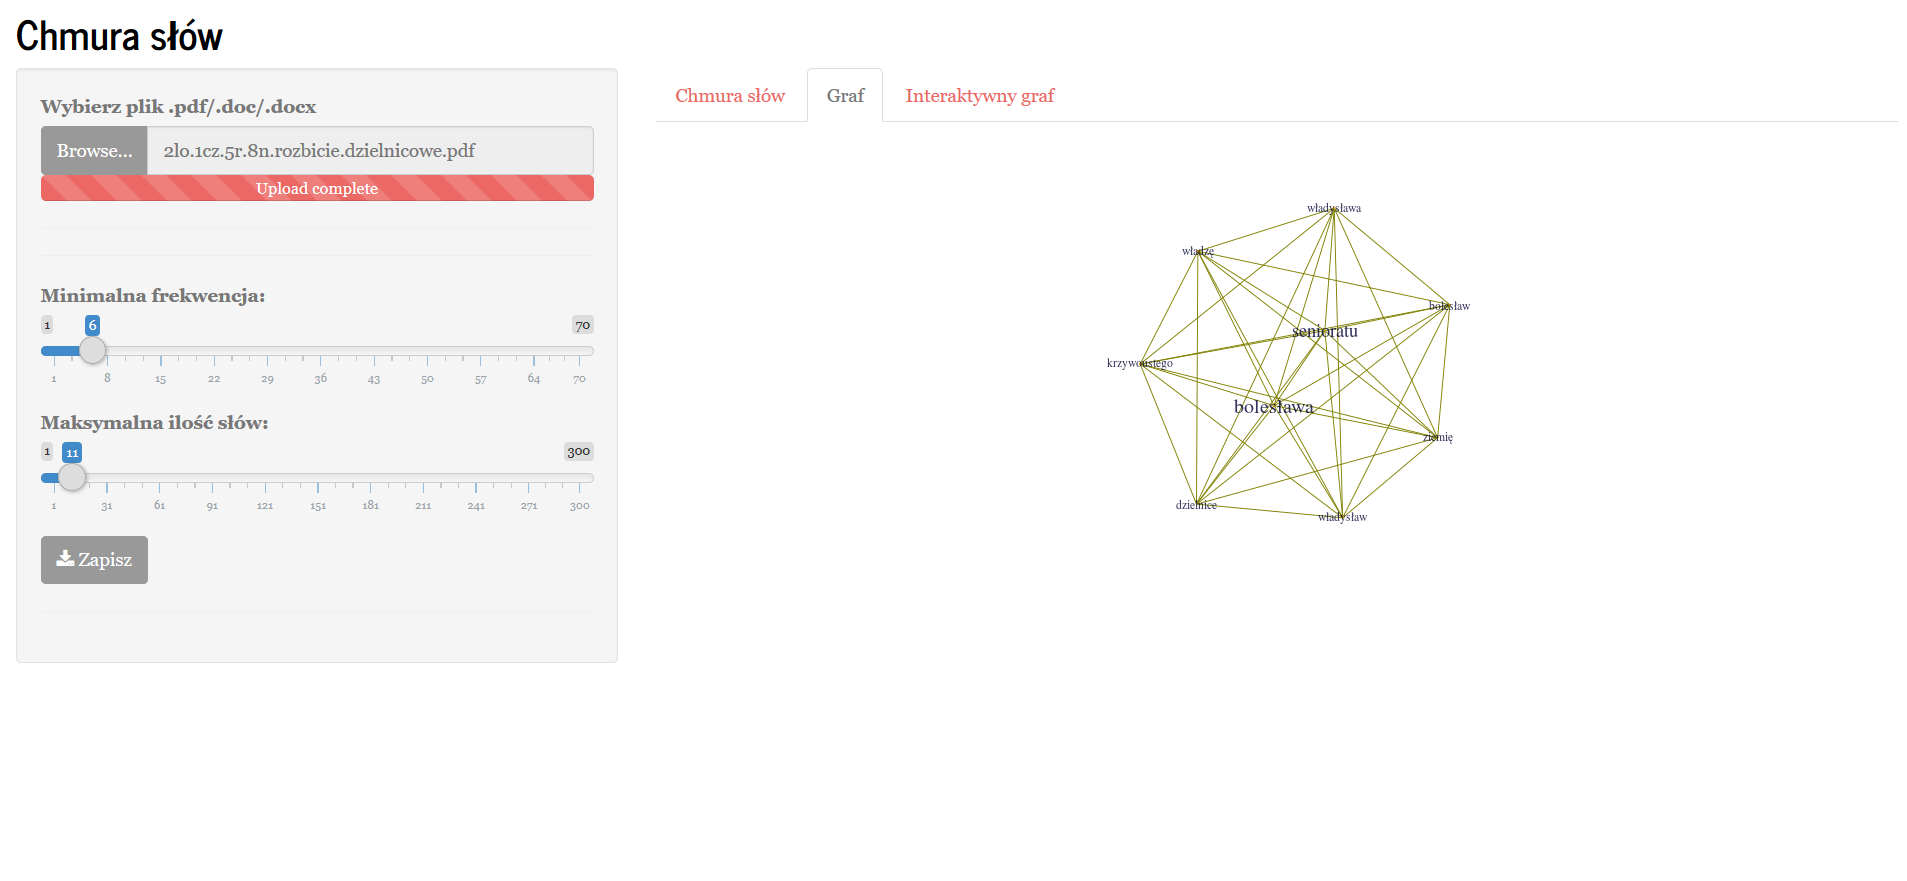 Chmura słów
Wybierz plik .pdf/.doc/.docx
Browse... 2lo.1cz.5r.8n.rozbicie.dzielnicowe.pdf
Upload complete
Minimalna frekwencja:
1 6 70
1 8 15 22 29 36 43 50 57 64 70
Maksymalna ilość słów:
1 11 300
1 31 61 91 121 151 181 211 241 271 300
Zapisz
Chmura słów Graf Interaktywny graf
władysława
władzę
bolesław
senioratu
krzywoustego
bolesława
ziemię
dzielnice
władysław